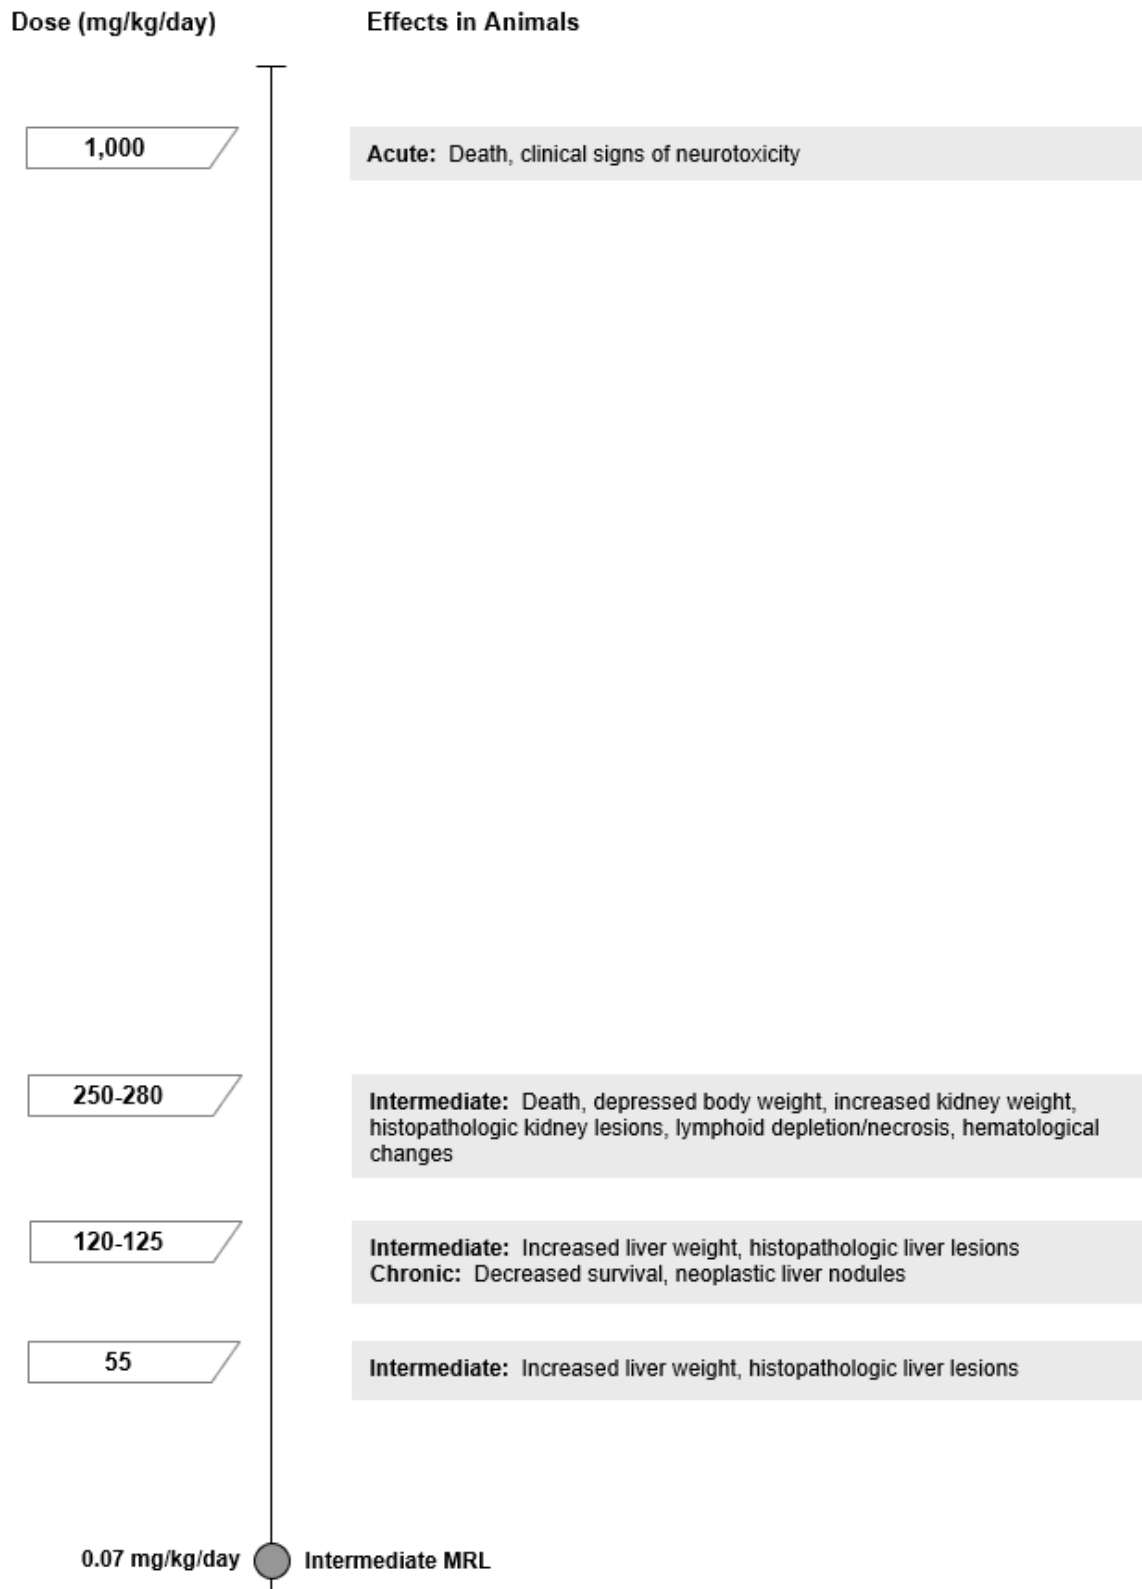 Dose (mg/kg/day) Effects in Animals
1,000
Acute: Death, clinical signs of neurotoxicity
250-280
Intermediate: Death, depressed body weight, increased kidney weight,
histopathologic kidney lesions, lymphoid depletion/necrosis, hematological
changes
120-125
Intermediate: Increased liver weight, histopathologic liver lesions
Chronic: Decreased survival, neoplastic liver nodules
55
Intermediate: Increased liver weight, histopathologic liver lesions
0.07 mg/kg/day Intermediate MRL